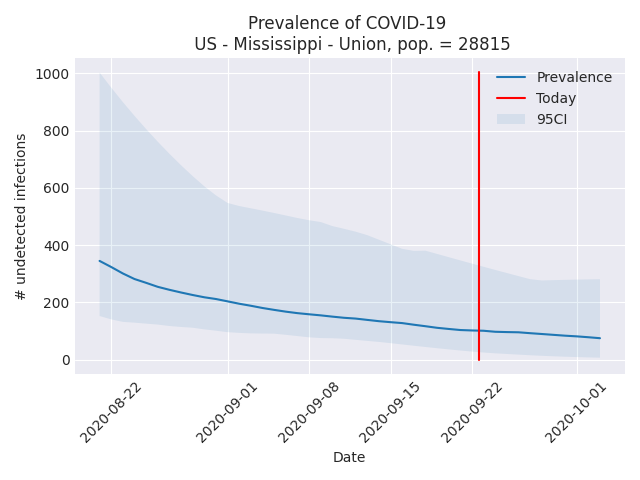 Prevalence of COVID-19
US - Mississippi - Union, pop. = 28815
Prevalence
Today
95CI
# undetected infections
1000
800
600
400
200
0
2020-08-22
2020-09-01
2020-09-08
2020-09-15
2020-09-22
2020-10-01
Date